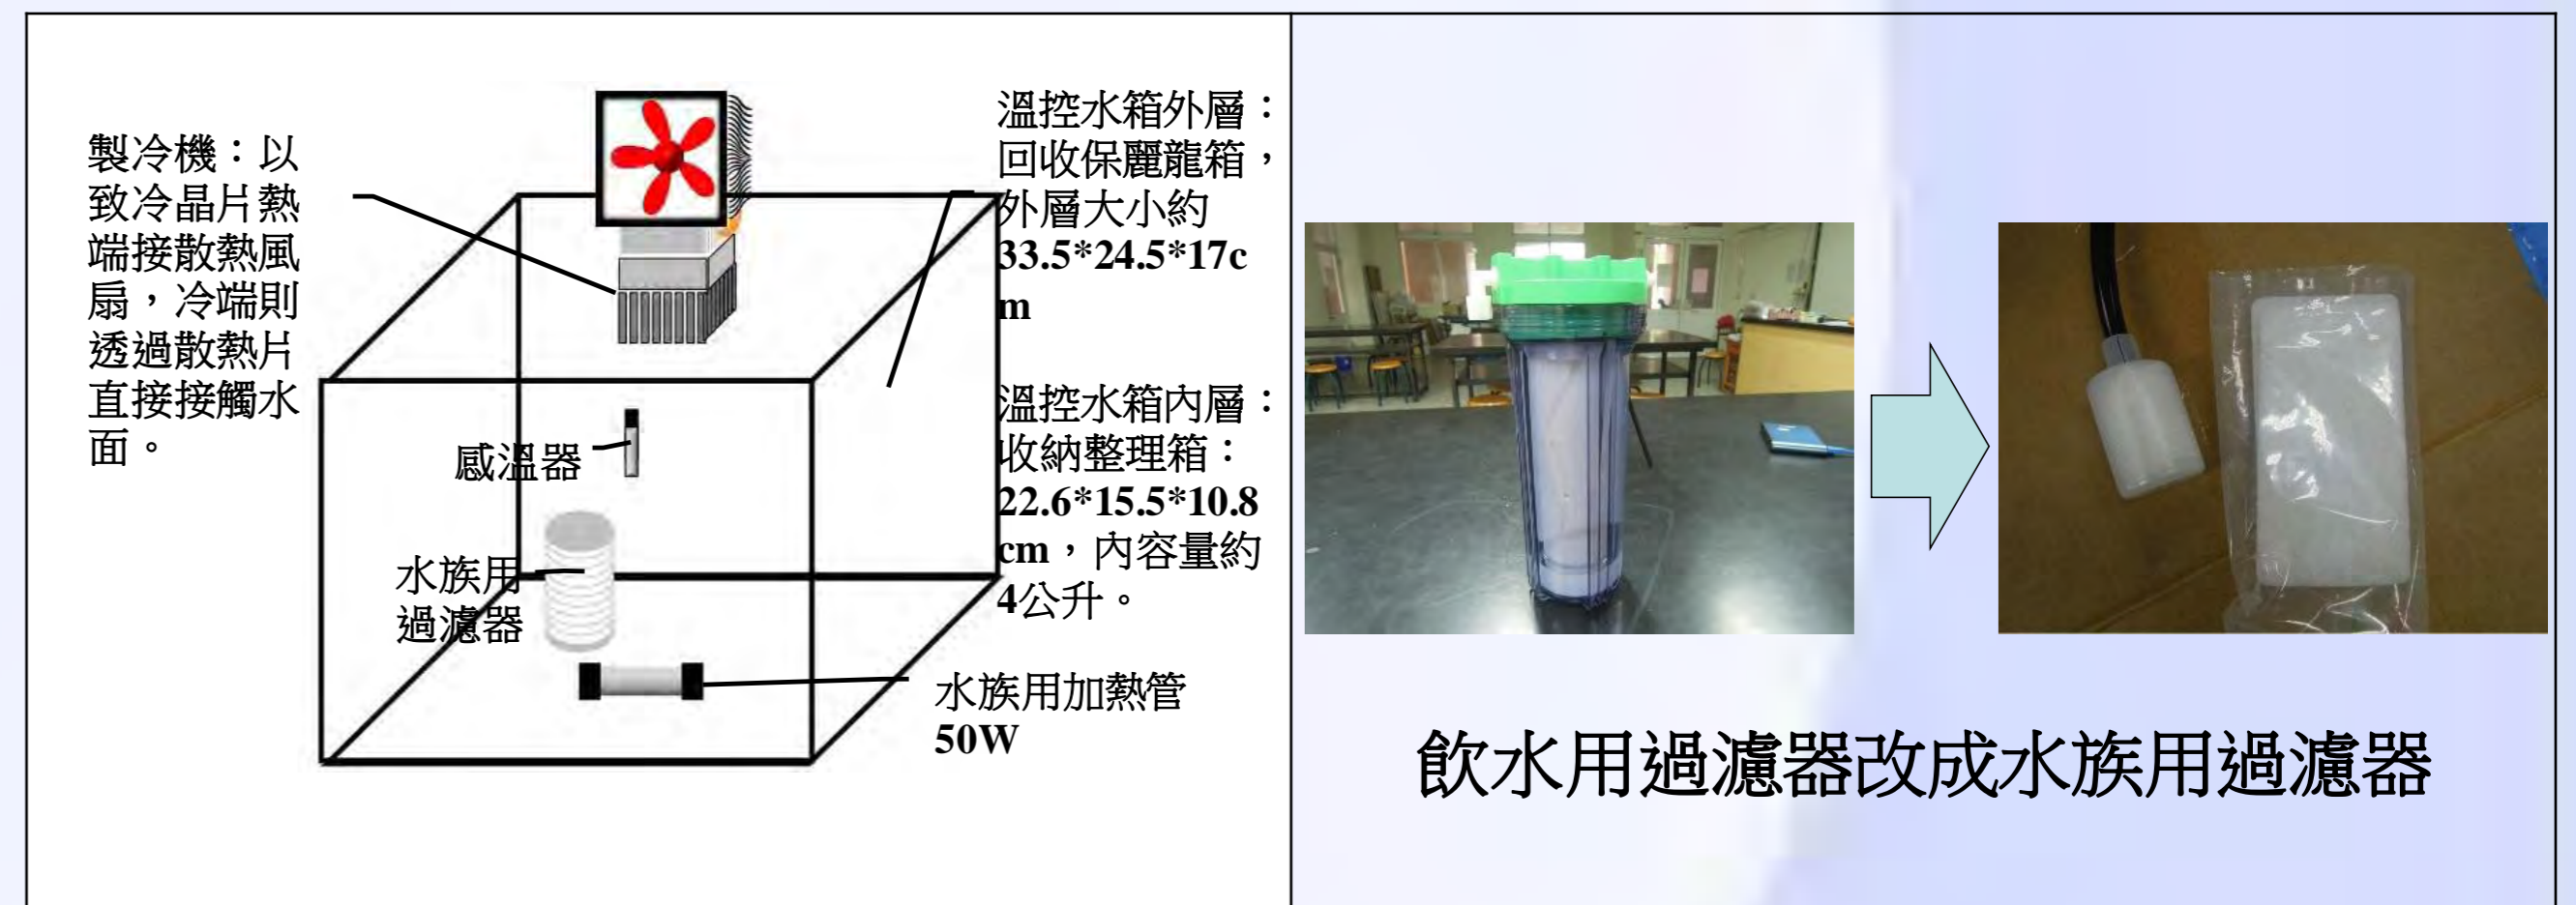 製冷機：以
致冷晶片熱
端接散熱風
扇，冷端則
透過散熱片
直接接觸水
面。
感溫器
水族用
過濾器
溫控水箱外層：
回收保麗龍箱，
外層大小約
33.5*24.5*17c
m
溫控水箱內層：
收納整理箱：
22.6*15.5*10.8
cm，內容量約
4公升。
水族用加熱管
50W
飲水用過濾器改成水族用過濾器